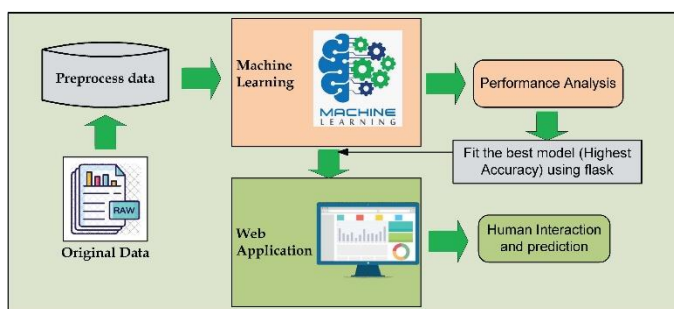 Preprocess data
Machine
Learning
MACHINE
LEARNING
Performance Analysis
Fit the best model (Highest
Accuracy) using flask
RAW
Original Data
Web
Application
Human Interaction
and prediction